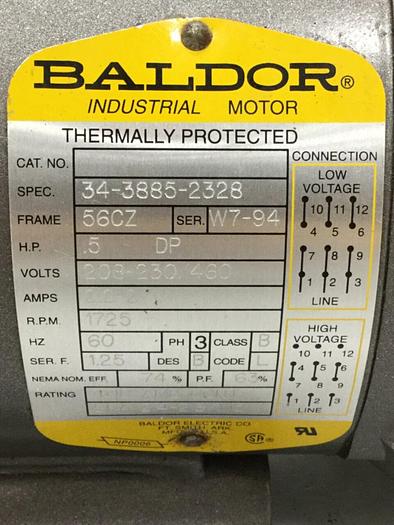 BALDOR®
INDUSTRIAL MOTOR
THERMALLY PROTECTED
CAT. NO.
SPEC. 34-3885-2328
FRAME 56CZ SER. W7-94
H.P. .5 DP
VOLTS 208-230/460
AMPS
R.P.M. 1725
HZ 60 PH 3 CLASS B
SER. F. 1.25 DES B CODE L
NEMA NOM. EFF. 74 % P.F. 63 %
RATING
BALDOR ELECTRIC CO.
FT. SMITH, ARK.
MFG. IN U.S.A.
NP0006
CONNECTION
LOW
VOLTAGE
10 11 12
4 5 6
7 8 9
1 2 3
LINE
HIGH
VOLTAGE
10 11 12
4 5 6
7 8 9
1 2 3
LINE